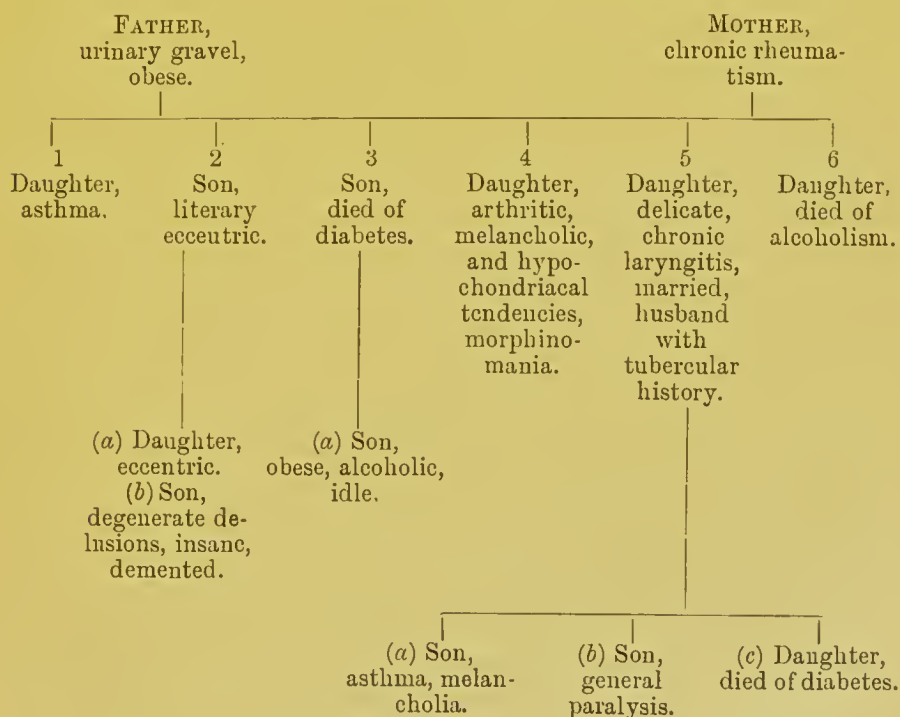 FATHER,
urinary gravel,
obese.
MOTHER,
chronic rheuma-
tism.
1
Daughter,
asthma.
2
Son,
literary
eccentric.
3
Son,
died of
diabetes.
4
Daughter,
arthritic,
melancholic,
and hypo-
chondriacal
tendencies,
morphino-
mania.
5
Daughter,
delicate,
chronic
laryngitis,
married,
husband
with
tubercular
history.
6
Daughter,
died of
alcoholism.
(a) Daughter,
eccentric.
(b) Son,
degenerate de-
lusions, insane,
demented.
(a) Son,
obese, alcoholic,
idle.
(a) Son,
asthma, melan-
cholia.
(b) Son,
general
paralysis.
(c) Daughter,
died of diabetes.